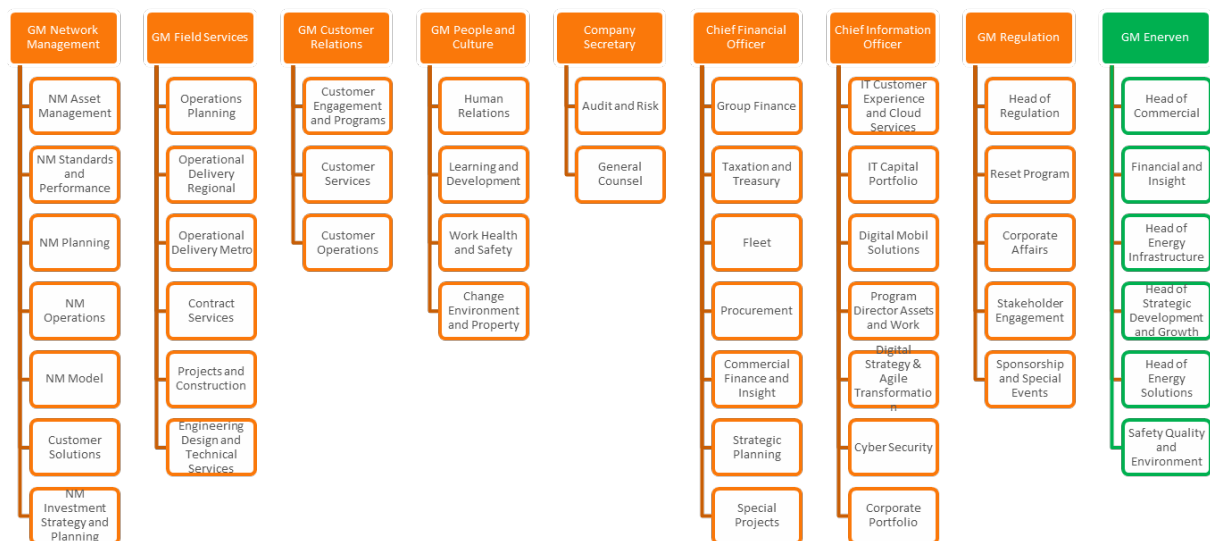 GM Network
Management
NM Asset
Management
NM Standards
and
Performance
NM Planning
NM
Operations
NM Model
Customer
Solutions
NM
Investment
Strategy and
Planning
GM Field Services
Operations
Planning
Operational
Delivery
Regional
Operational
Delivery Metro
Contract
Services
Projects and
Construction
Engineering
Design and
Technical
Services
GM Customer
Relations
Customer
Engagement
and Programs
Customer
Services
Customer
Operations
GM People and
Culture
Human
Relations
Learning and
Development
Work Health
and Safety
Change
Environment
and Property
Company
Secretary
Audit and Risk
General
Counsel
Chief Financial
Officer
Group Finance
Taxation and
Treasury
Fleet
Procurement
Commercial
Finance and
Insight
Strategic
Planning
Special
Projects
Chief Information
Officer
IT Customer
Experience
and Cloud
Services
IT Capital
Portfolio
Digital Mobil
Solutions
Program
Director Assets
and Work
Digital
Strategy &
Agile
Transformatio
n
Cyber Security
Corporate
Portfolio
GM Regulation
Head of
Regulation
Reset Program
Corporate
Affairs
Stakeholder
Engagement
Sponsorship
and Special
Events
GM Enerven
Head of
Commercial
Financial and
Insight
Head of
Energy
Infrastructure
Head of
Strategic
Development
and Growth
Head of
Energy
Solutions
Safety Quality
and
Environment